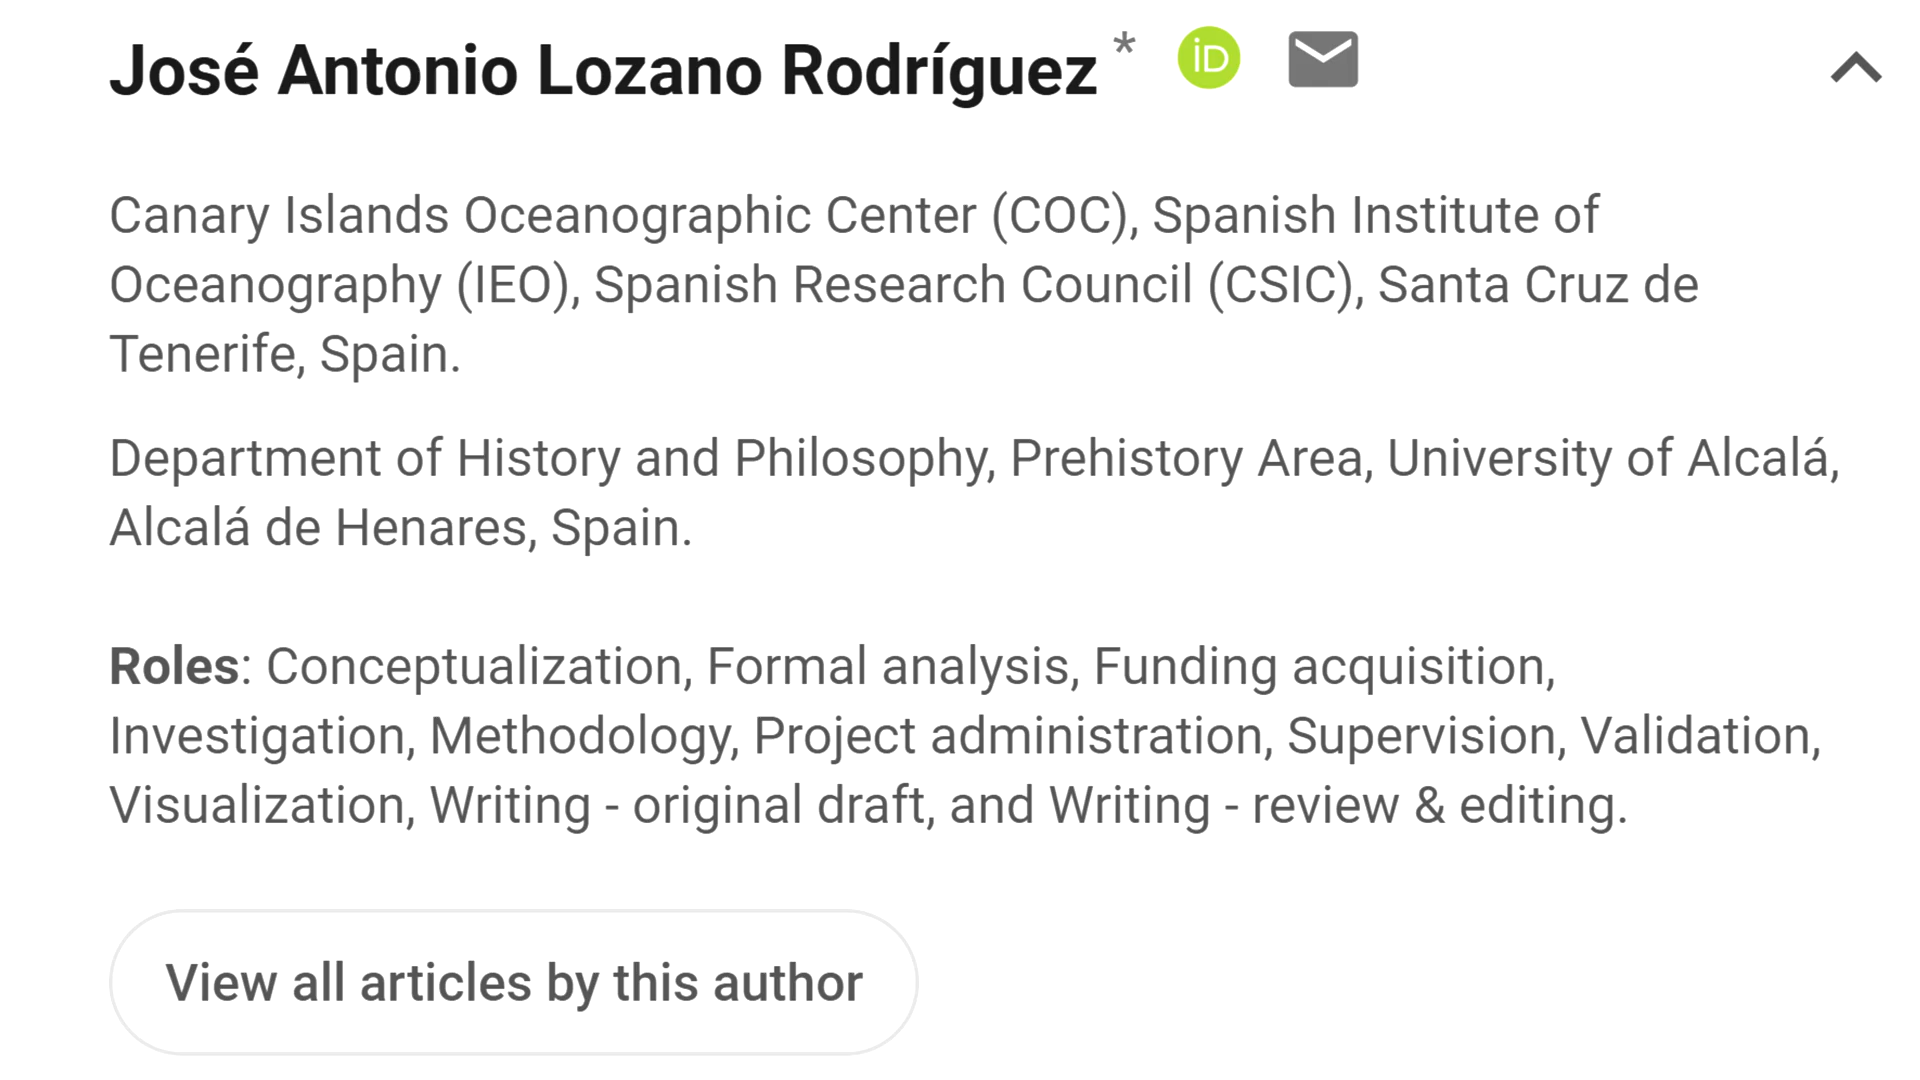 José Antonio Lozano Rodríguez * iD
Canary Islands Oceanographic Center (COC), Spanish Institute of
Oceanography (IEO), Spanish Research Council (CSIC), Santa Cruz de
Tenerife, Spain.
Department of History and Philosophy, Prehistory Area, University of Alcalá,
Alcalá de Henares, Spain.
Roles: Conceptualization, Formal analysis, Funding acquisition,
Investigation, Methodology, Project administration, Supervision, Validation,
Visualization, Writing - original draft, and Writing - review & editing.
View all articles by this author